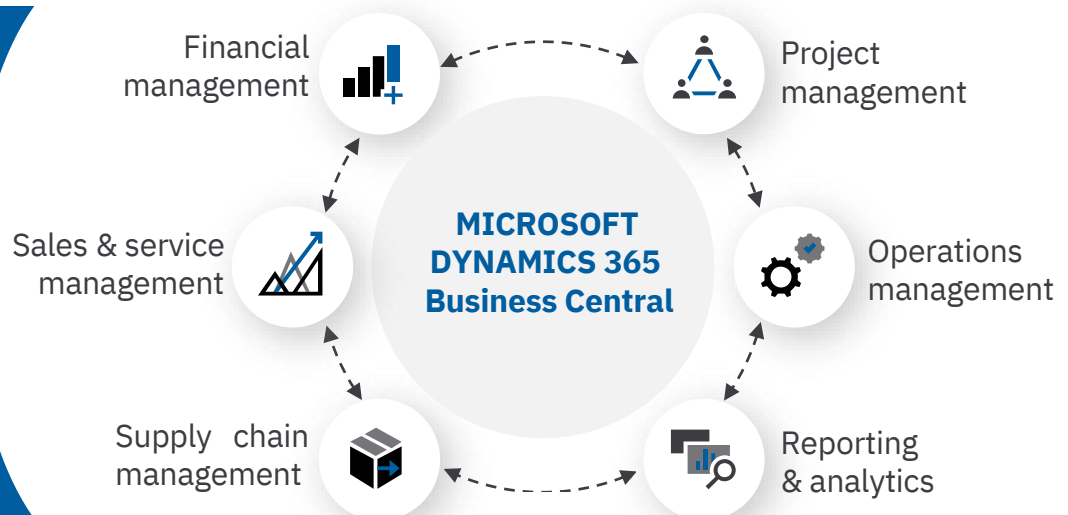 Financial
management
Project
management
Sales & service
management
MICROSOFT
DYNAMICS 365
Business Central
Operations
management
Supply chain
management
Reporting
& analytics